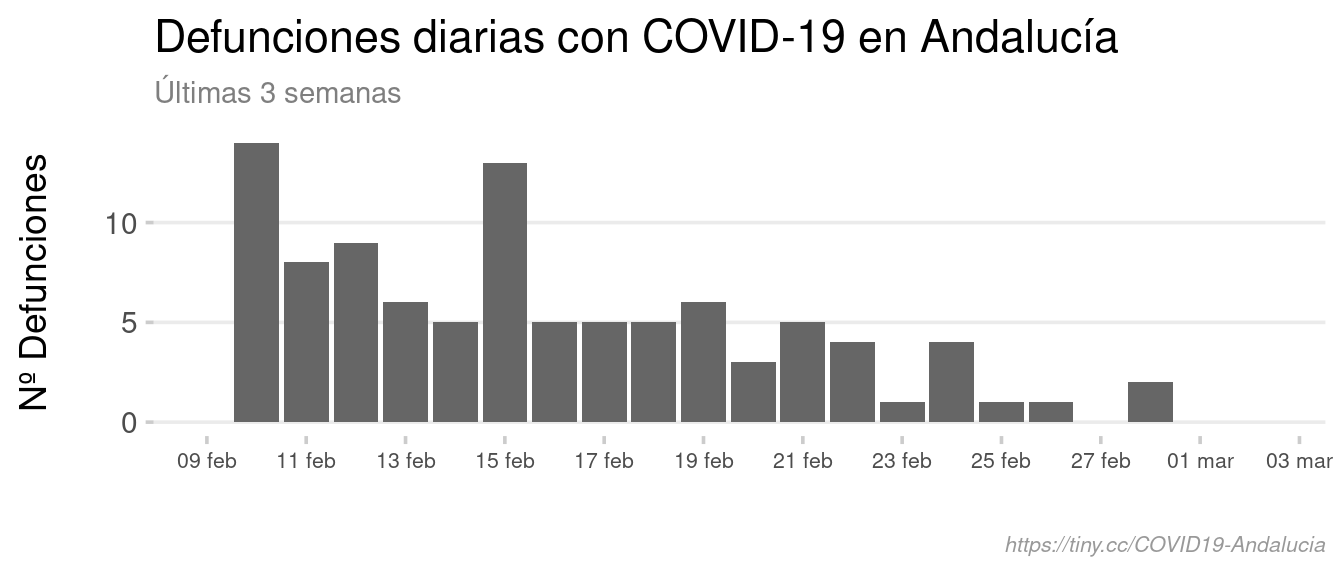 Defunciones diarias con COVID-19 en Andalucía
Últimas 3 semanas
Nº Defunciones
10
5
0
09 feb 11 feb 13 feb 15 feb 17 feb 19 feb 21 feb 23 feb 25 feb 27 feb 01 mar 03 mar
https://tiny.cc/COVID19-Andalucia